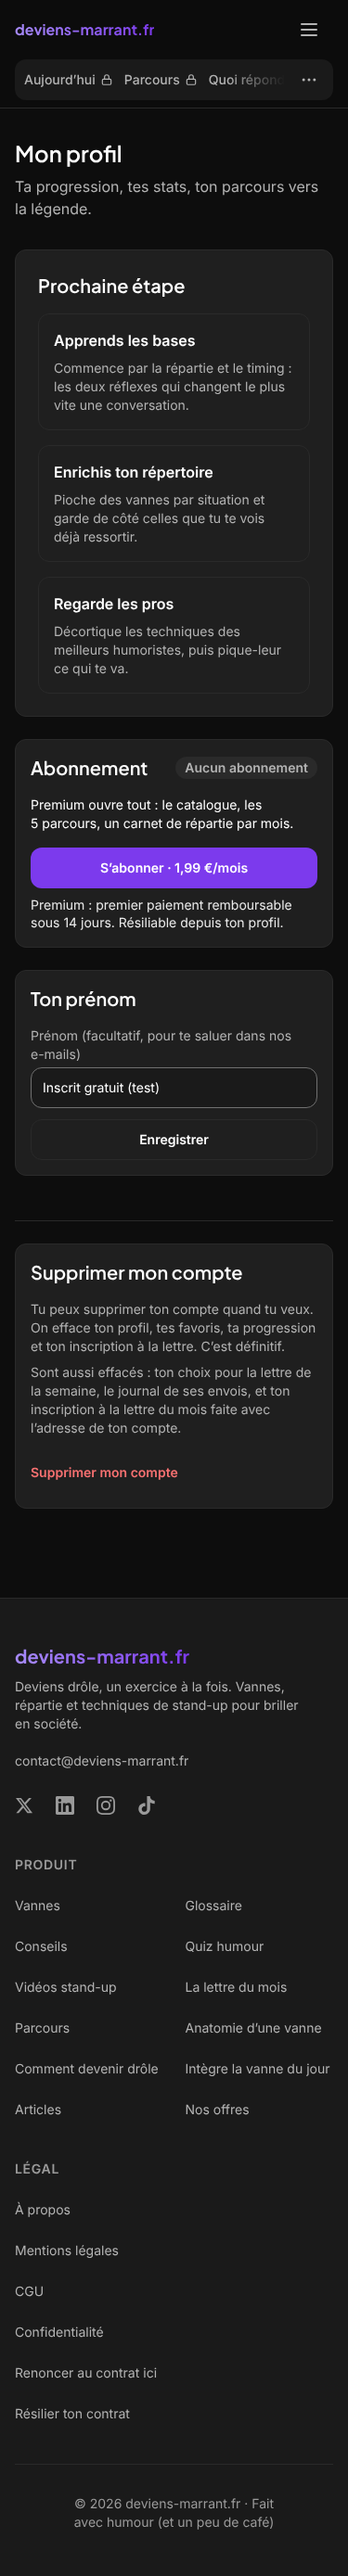 deviens-marrant.fr
Aujourd’hui Parcours Quoi répond
Mon profil
Ta progression, tes stats, ton parcours vers
la légende.
Prochaine étape
Apprends les bases
Commence par la répartie et le timing :
les deux réflexes qui changent le plus
vite une conversation.
Enrichis ton répertoire
Pioche des vannes par situation et
garde de côté celles que tu te vois
déjà ressortir.
Regarde les pros
Décortique les techniques des
meilleurs humoristes, puis pique-leur
ce qui te va.
Abonnement Aucun abonnement
Premium ouvre tout : le catalogue, les
5 parcours, un carnet de répartie par mois.
S’abonner · 1,99 €/mois
Premium : premier paiement remboursable
sous 14 jours. Résiliable depuis ton profil.
Ton prénom
Prénom (facultatif, pour te saluer dans nos
e-mails)
Inscrit gratuit (test)
Enregistrer
Supprimer mon compte
Tu peux supprimer ton compte quand tu veux.
On efface ton profil, tes favoris, ta progression
et ton inscription à la lettre. C’est définitif.
Sont aussi effacés : ton choix pour la lettre de
la semaine, le journal de ses envois, et ton
inscription à la lettre du mois faite avec
l’adresse de ton compte.
Supprimer mon compte
deviens-marrant.fr
Deviens drôle, un exercice à la fois. Vannes,
répartie et techniques de stand-up pour briller
en société.
contact@deviens-marrant.fr
PRODUIT
Vannes Glossaire
Conseils Quiz humour
Vidéos stand-up La lettre du mois
Parcours Anatomie d’une vanne
Comment devenir drôle Intègre la vanne du jour
Articles Nos offres
LÉGAL
À propos
Mentions légales
CGU
Confidentialité
Renoncer au contrat ici
Résilier ton contrat
© 2026 deviens-marrant.fr · Fait
avec humour (et un peu de café)